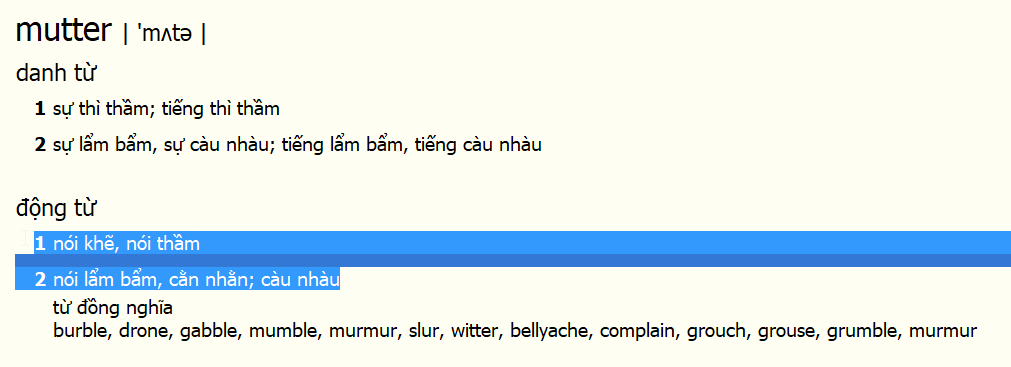 mutter | 'mʌtə |
danh từ
1 sự thì thầm; tiếng thì thầm
2 sự lẩm bẩm, sự càu nhàu; tiếng lẩm bẩm, tiếng càu nhàu
động từ
1 nói khẽ, nói thầm
2 nói lẩm bẩm, cằn nhằn; càu nhàu
từ đồng nghĩa
burble, drone, gabble, mumble, murmur, slur, witter, bellyache, complain, grouch, grouse, grumble, murmur